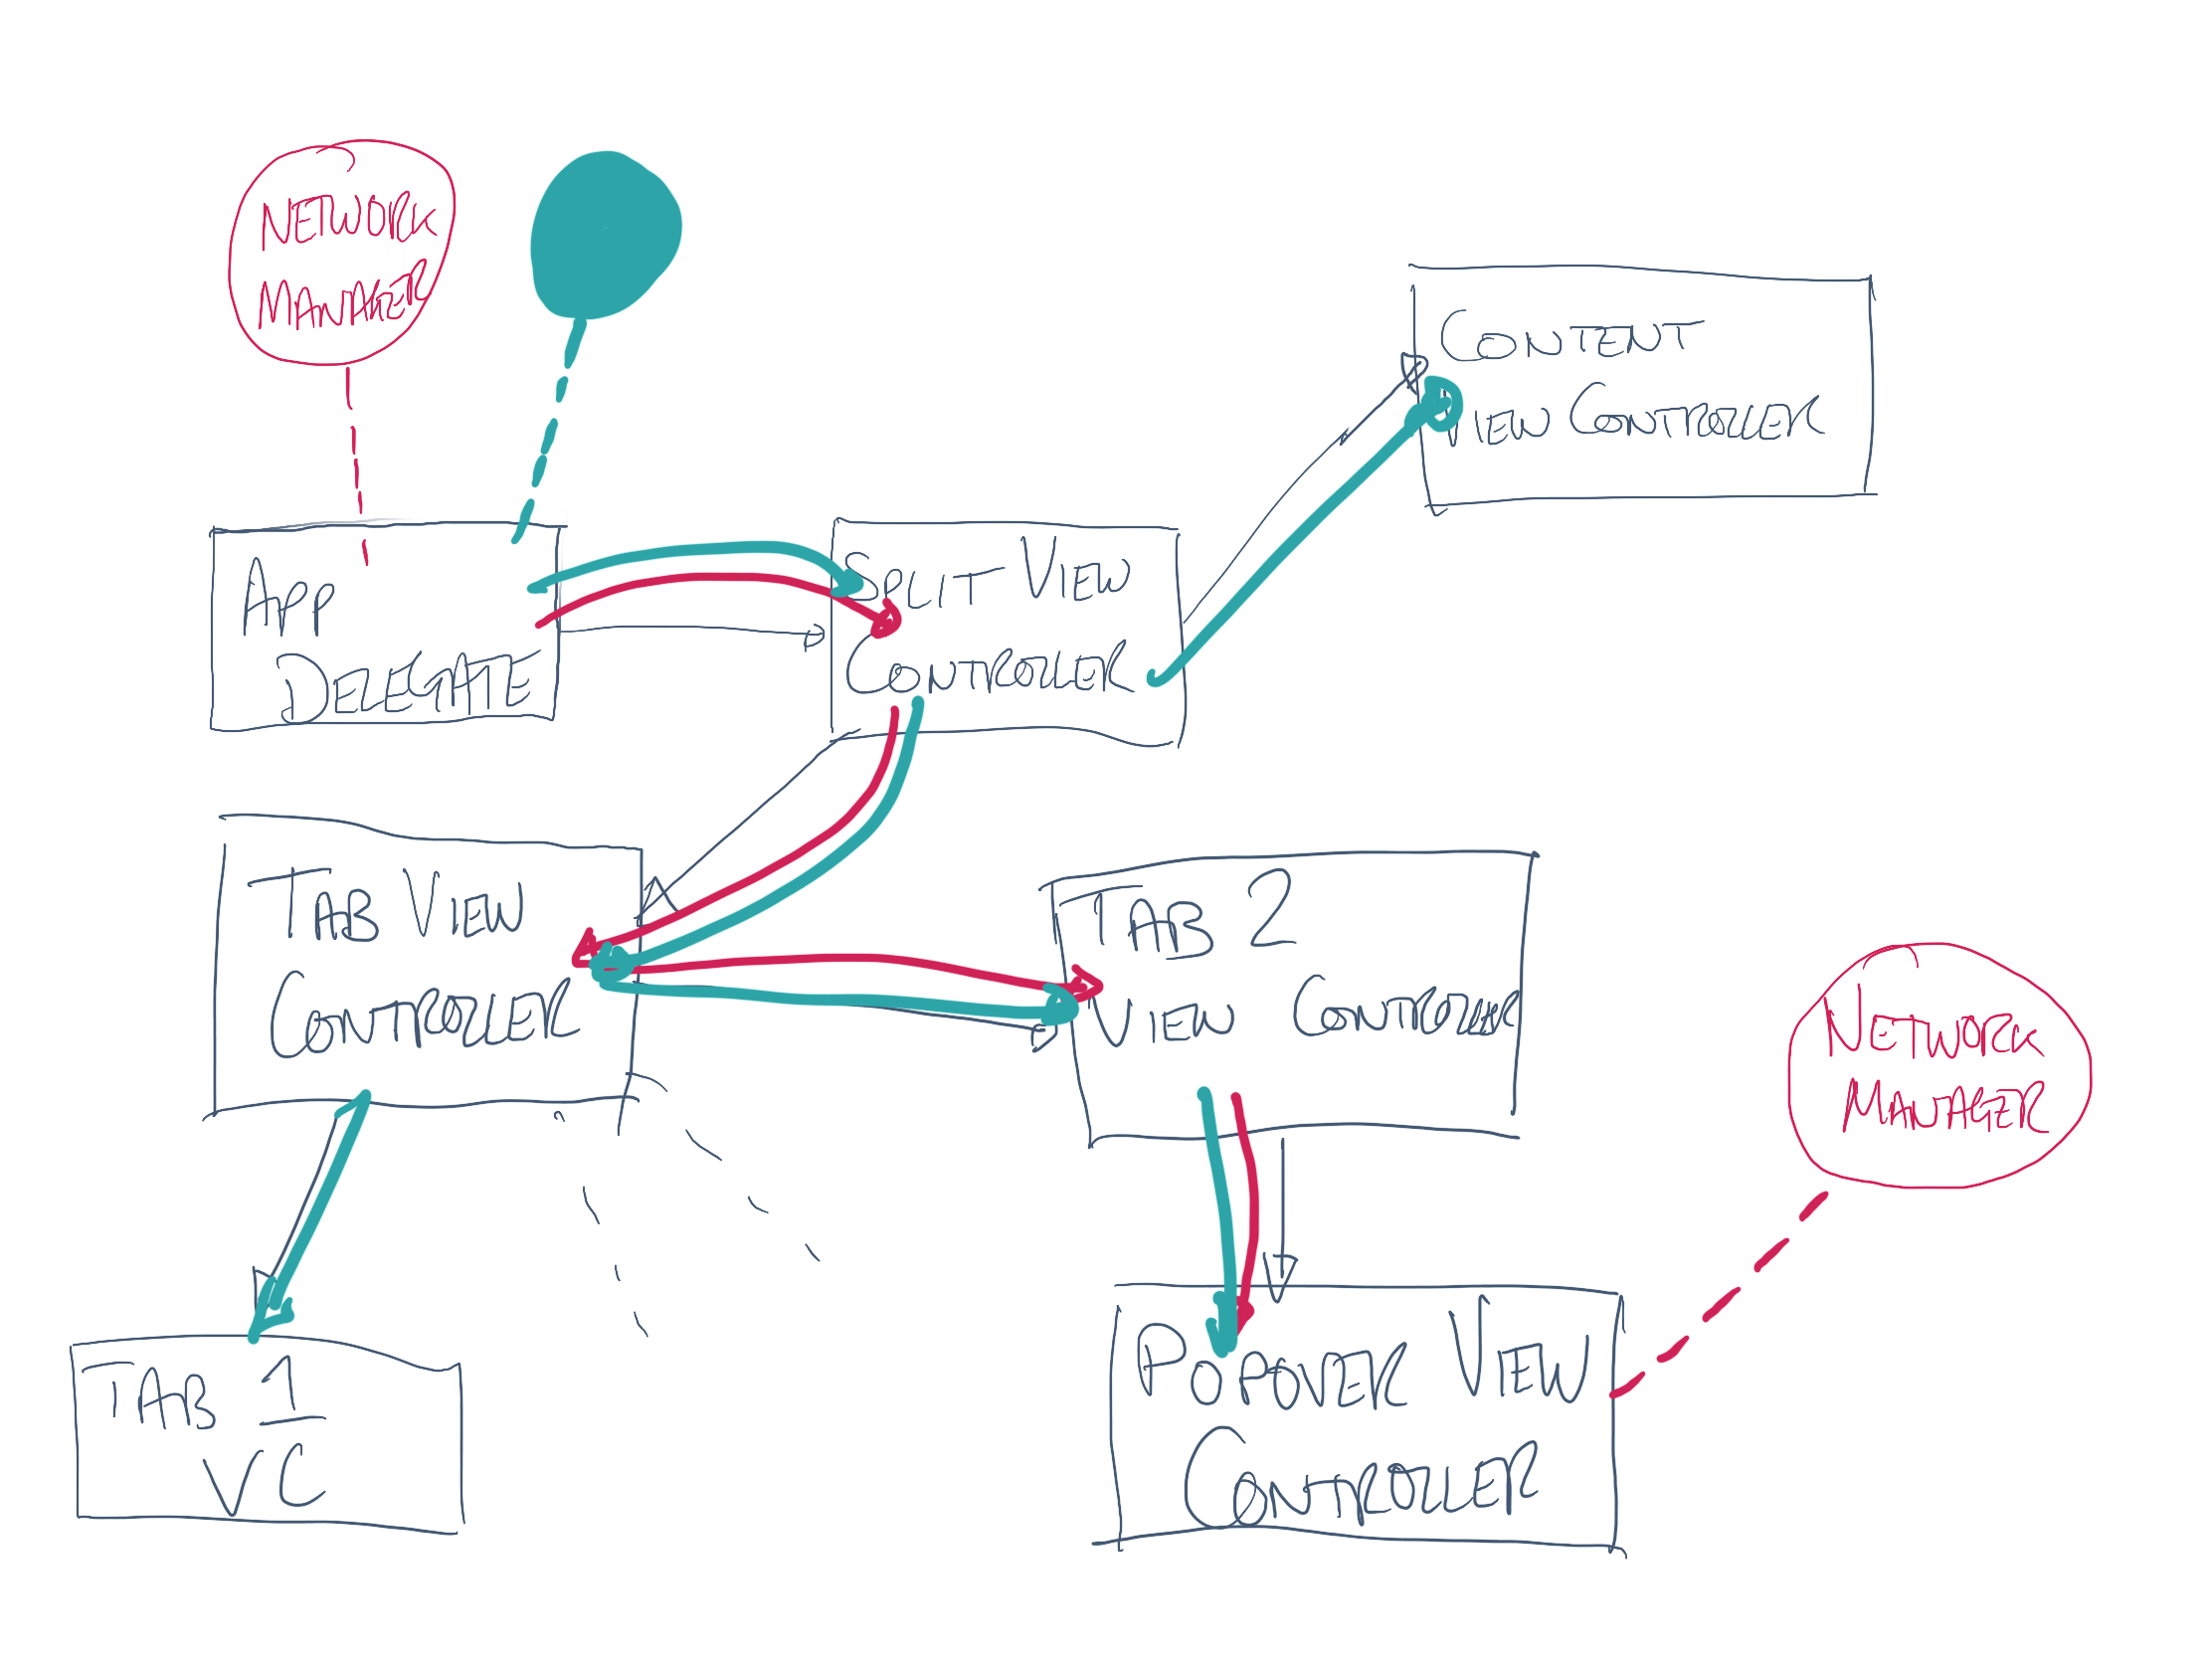 NETWORK
MANAGER
CONTENT
VIEW CONTROLLER
APP
DELEGATE
SPLIT VIEW
CONTROLLER
TAB VIEW
CONTROLLER
TAB 2
VIEW CONTROLLER
NETWORK
MANAGER
TAB 1
VC
POPOVER VIEW
CONTROLLER